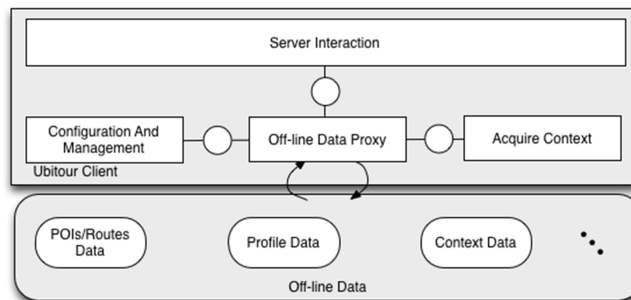 Server Interaction
Configuration And
Management
Off-line Data Proxy
Acquire Context
Ubitour Client
POIs/Routes
Data
Profile Data
Context Data
Off-line Data